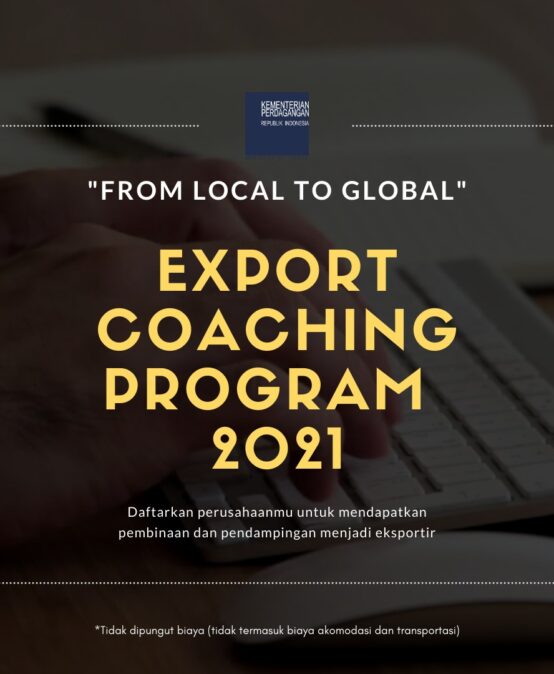 KEMENTERIAN
PERDAGANGAN
REPUBLIK INDONESIA
"FROM LOCAL TO GLOBAL"
EXPORT
COACHING
PROGRAM
2021
Daftarkan perusahaanmu untuk mendapatkan
pembinaan dan pendampingan menjadi eksportir
*Tidak dipungut biaya (tidak termasuk biaya akomodasi dan transportasi)